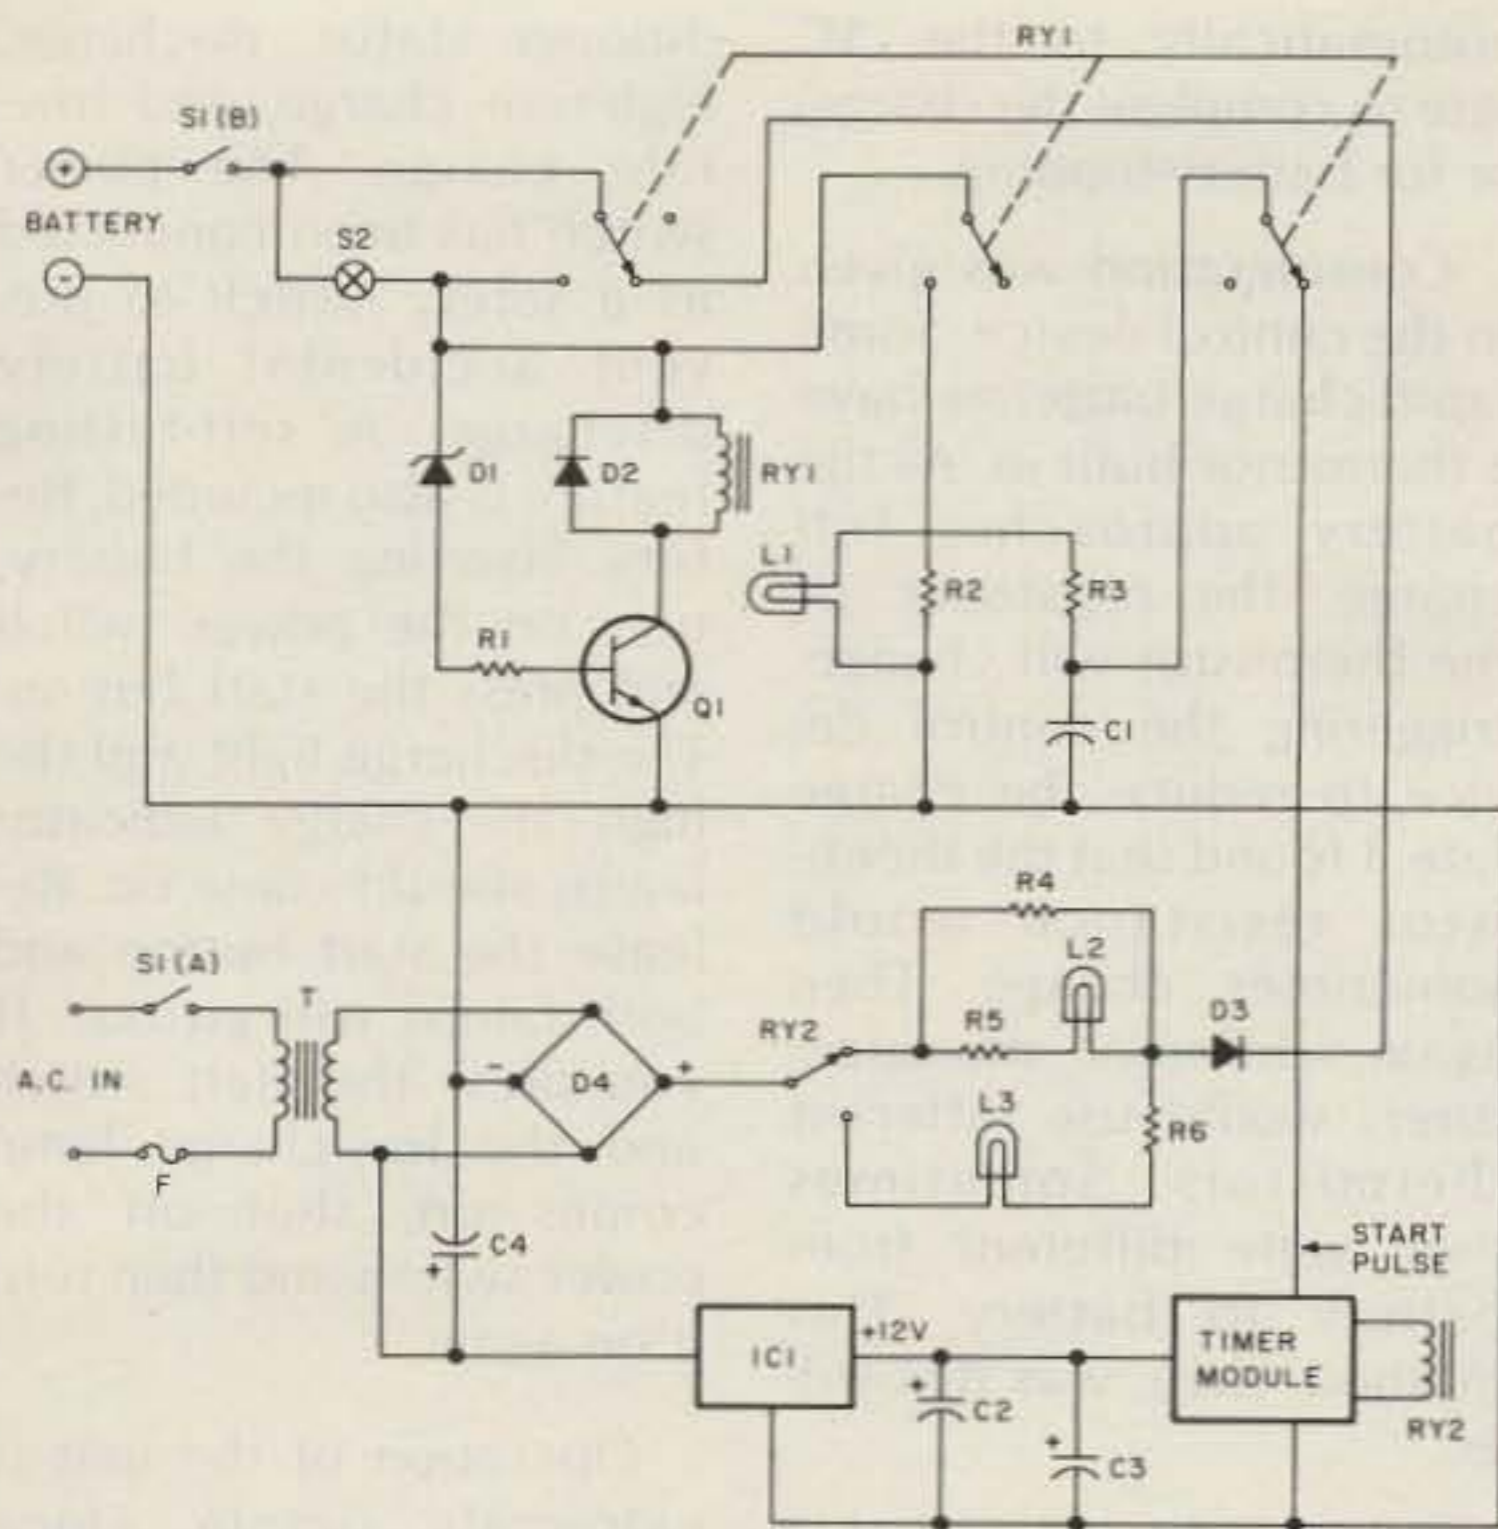 RY1
S1(B)
+
BATTERY
-
S2
D1
D2
RY1
L1
R2
R3
R1
Q1
C1
R4
S1(A)
T
L2
RY2
R5
D3
A.C. IN
-
D4
+
L3
R6
F
C4
+
START
PULSE
+12V
IC1
TIMER
MODULE
+
C2
RY2
+
C3